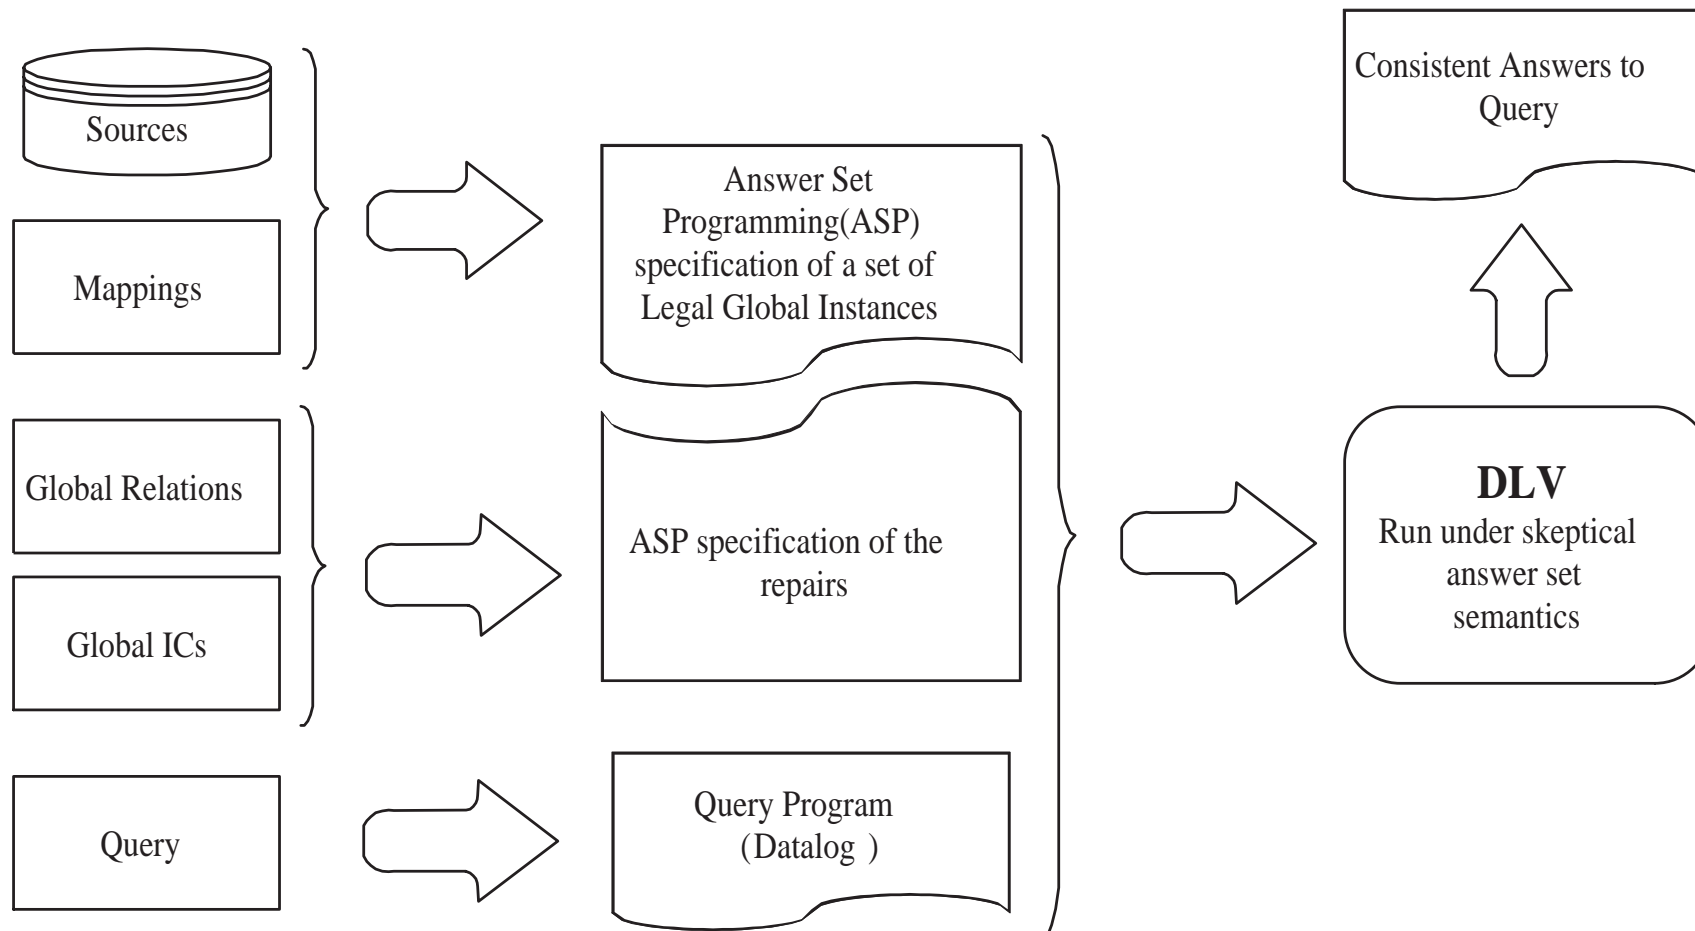 Sources
Mappings
Global Relations
Global ICs
Query
Answer Set
Programming(ASP)
specification of a set of
Legal Global Instances
ASP specification of the
repairs
Query Program
(Datalog )
Consistent Answers to
Query
DLV
Run under skeptical
answer set
semantics